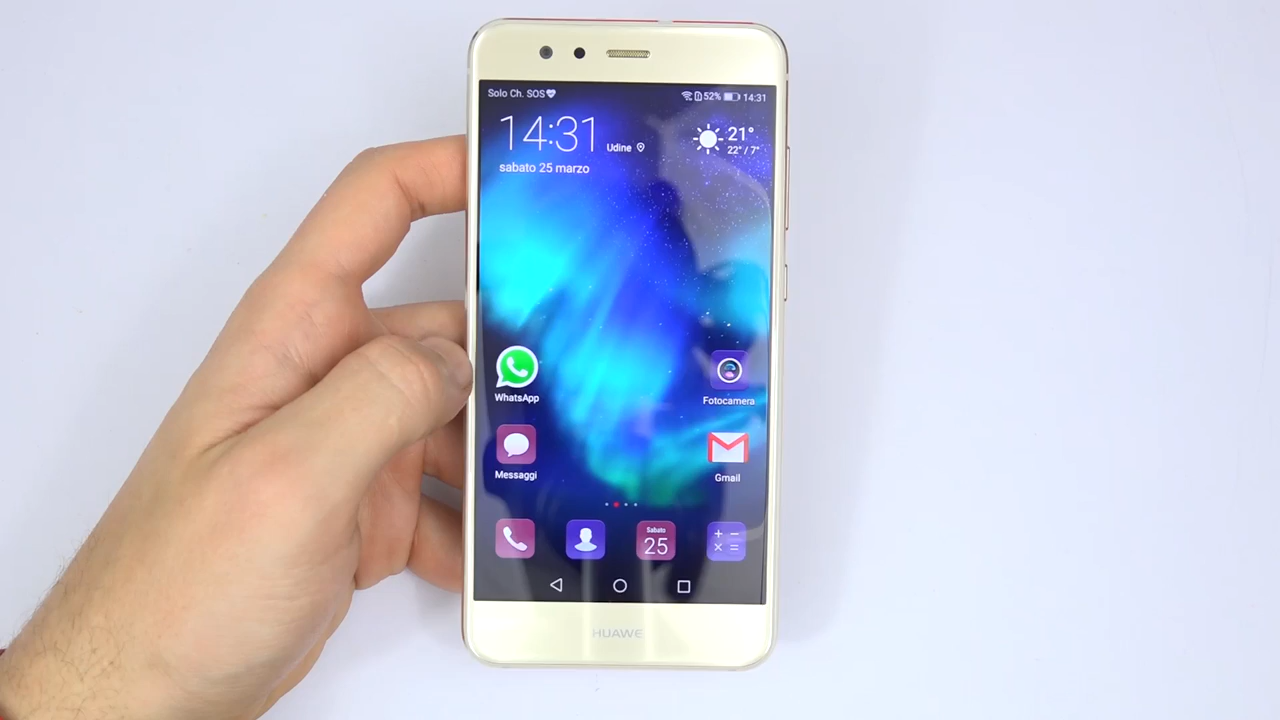 Solo Ch. SOS
52% 14:31
14:31
Udine
21°
22° / 7°
sabato 25 marzo
WhatsApp
Fotocamera
Messaggi
Gmail
Sabato
25
HUAWEI